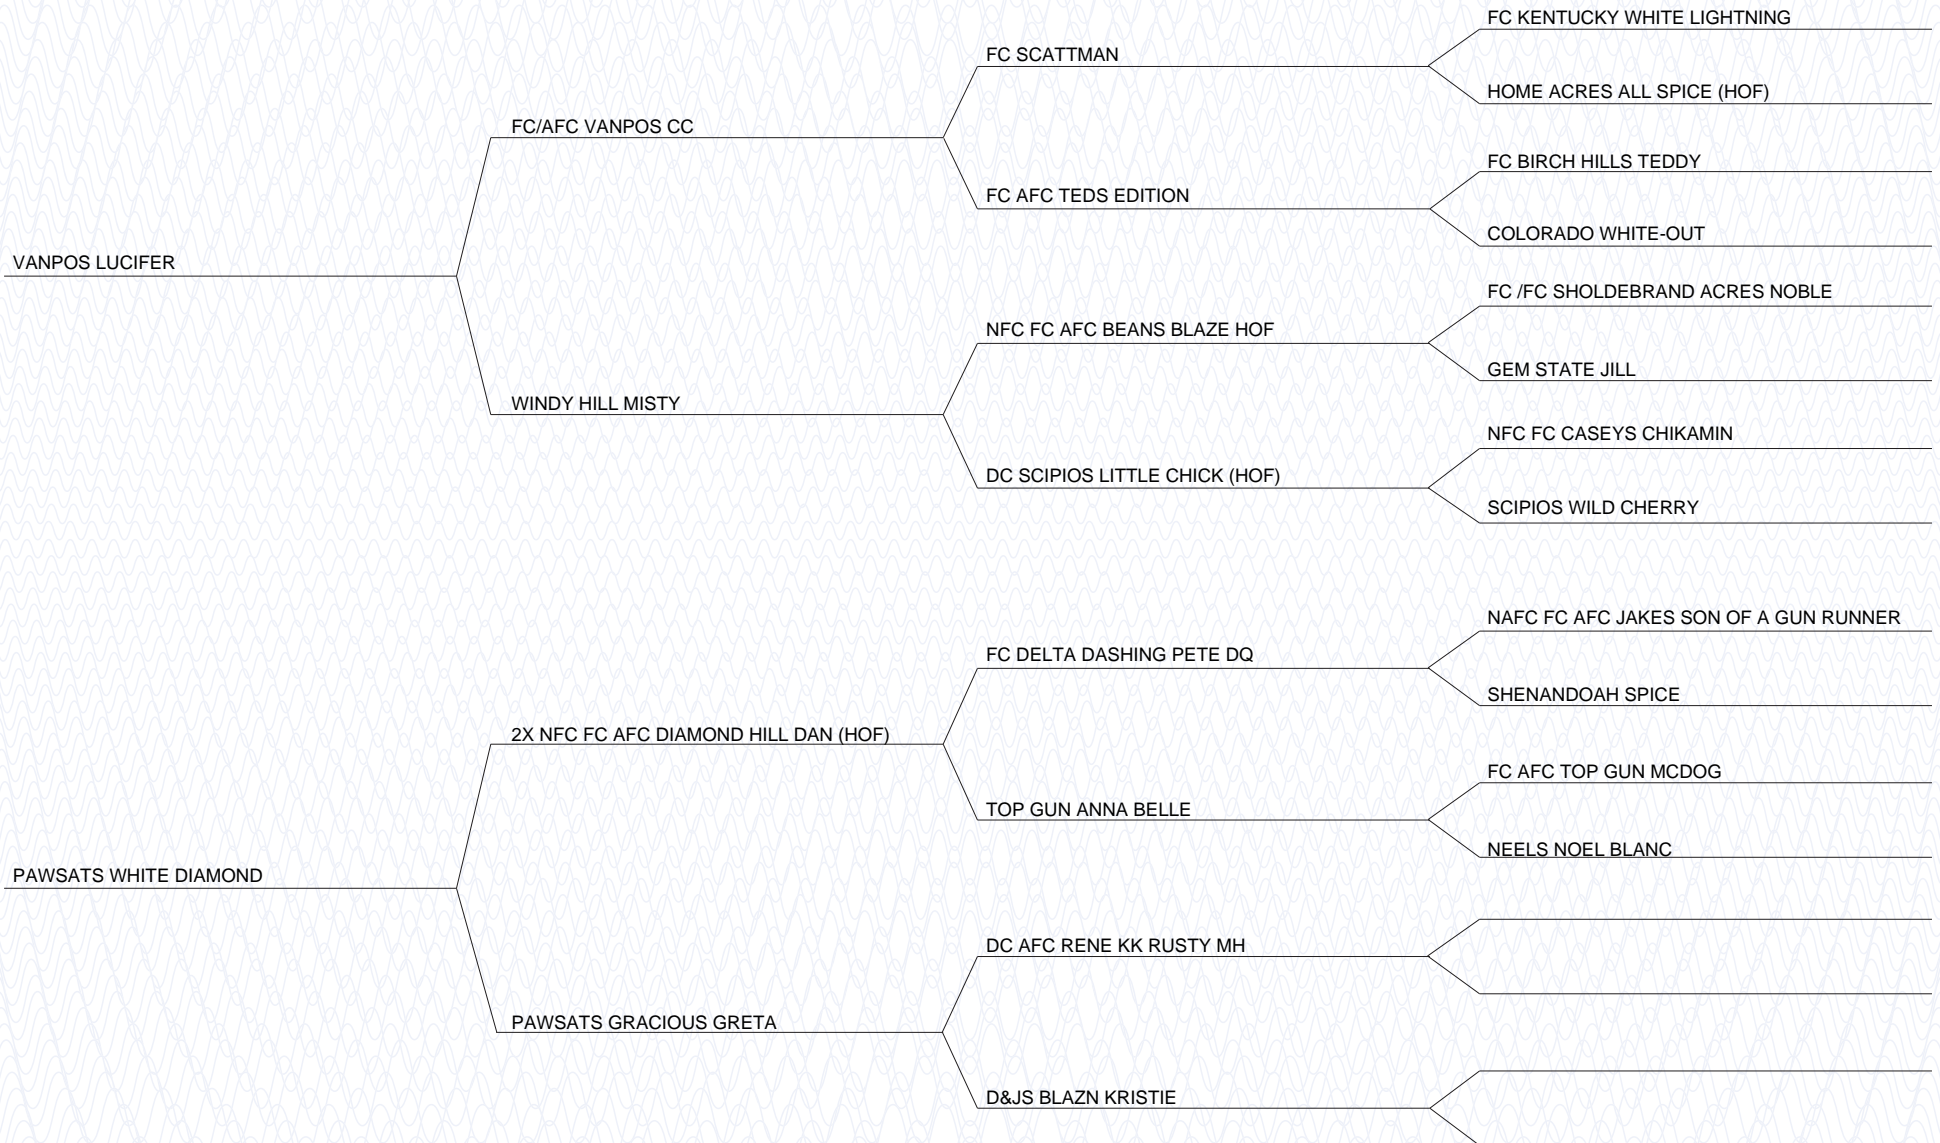 FC KENTUCKY WHITE LIGHTNING
FC SCATTMAN
HOME ACRES ALL SPICE (HOF)
FC/AFC VANPOS CC
FC BIRCH HILLS TEDDY
FC AFC TEDS EDITION
COLORADO WHITE-OUT
VANPOS LUCIFER
FC /FC SHOLDEBRAND ACRES NOBLE
NFC FC AFC BEANS BLAZE HOF
GEM STATE JILL
WINDY HILL MISTY
NFC FC CASEYS CHIKAMIN
DC SCIPIOS LITTLE CHICK (HOF)
SCIPIOS WILD CHERRY
NAFC FC AFC JAKES SON OF A GUN RUNNER
FC DELTA DASHING PETE DQ
SHENANDOAH SPICE
2X NFC FC AFC DIAMOND HILL DAN (HOF)
FC AFC TOP GUN MCDOG
TOP GUN ANNA BELLE
NEELS NOEL BLANC
PAWSATS WHITE DIAMOND
DC AFC RENE KK RUSTY MH
PAWSATS GRACIOUS GRETA
D&JS BLAZN KRISTIE